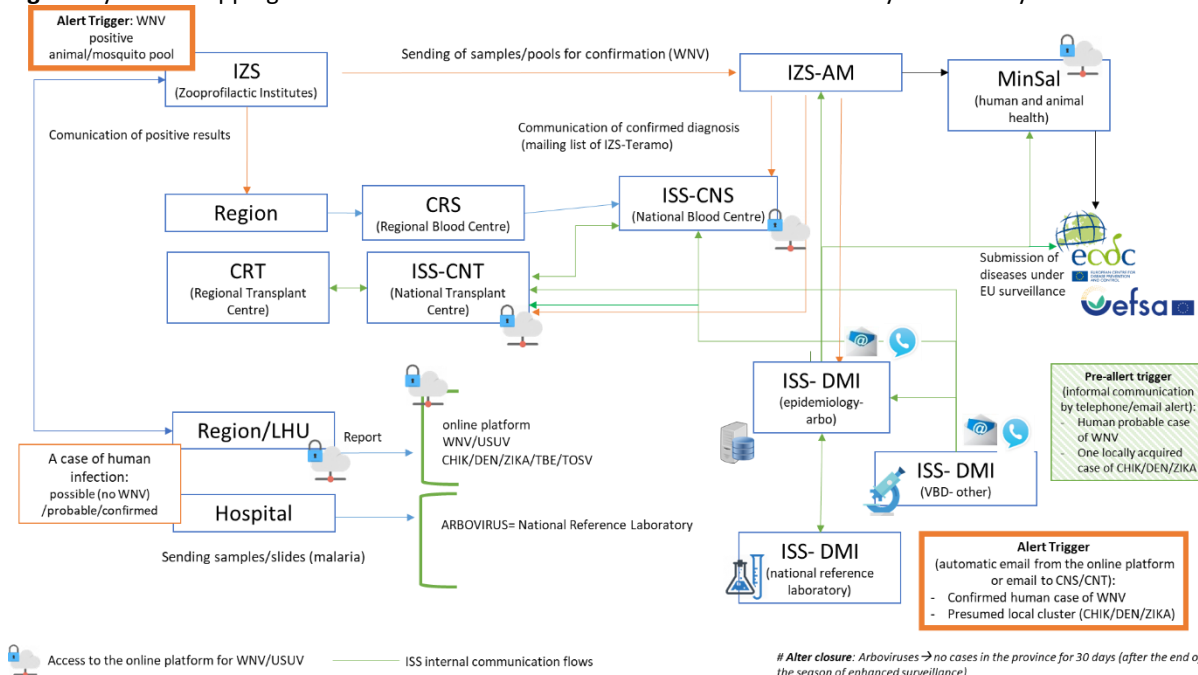 Alert Trigger: WNV
positive
animal/mosquito pool
IZS
(Zooprofilactic Institutes)
Sending of samples/pools for confirmation (WNV)
IZS-AM
MinSal
(human and animal
health)
Comunication of positive results
Communication of confirmed diagnosis
(mailing list of IZS-Teramo)
Region
CRS
(Regional Blood Centre)
ISS-CNS
(National Blood Centre)
CRT
(Regional Transplant
Centre)
ISS-CNT
(National Transplant
Centre)
Submission of
diseases under
EU surveillance
ecdc
EUROPEAN CENTRE FOR
DISEASE PREVENTION
AND CONTROL
efsa
ISS- DMI
(epidemiology-
arbo)
Pre-allert trigger
(informal communication
by telephone/email alert):
- Human probable case
of WNV
- One locally acquired
case of CHIK/DEN/ZIKA
Region/LHU
Report
online platform
WNV/USUV
CHIK/DEN/ZIKA/TBE/TOSV
A case of human
infection:
possible (no WNV)
/probable/confirmed
ISS- DMI
(VBD- other)
Hospital
ARBOVIRUS= National Reference Laboratory
Sending samples/slides (malaria)
ISS- DMI
(national reference
laboratory)
Alert Trigger
(automatic email from the online platform
or email to CNS/CNT):
- Confirmed human case of WNV
- Presumed local cluster (CHIK/DEN/ZIKA)
Access to the online platform for WNV/USUV
ISS internal communication flows
# Alter closure: Arboviruses → no cases in the province for 30 days (after the end of
the season of enhanced surveillance)